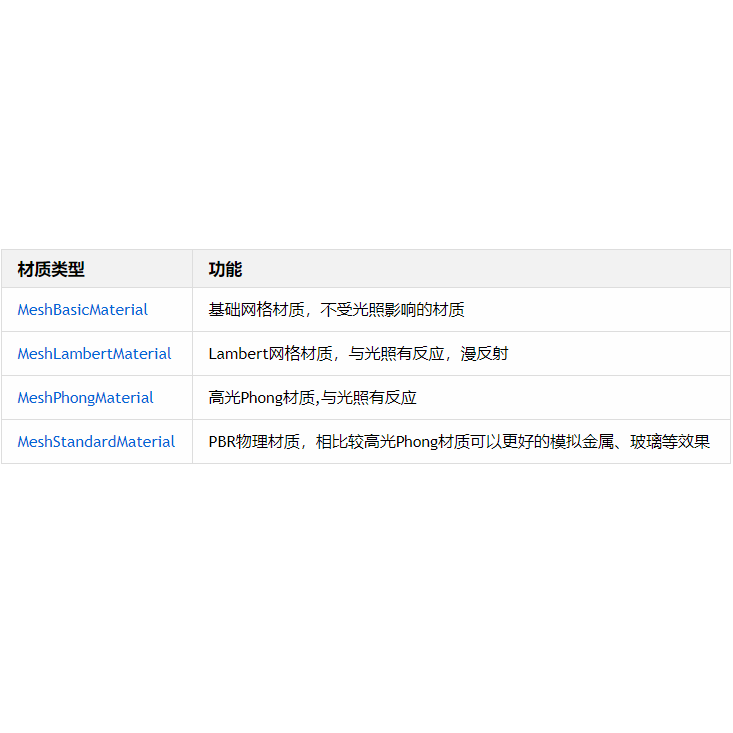 材质类型 功能
MeshBasicMaterial 基础网格材质，不受光照影响的材质
MeshLambertMaterial Lambert网格材质，与光照有反应，漫反射
MeshPhongMaterial 高光Phong材质,与光照有反应
MeshStandardMaterial PBR物理材质，相比较高光Phong材质可以更好的模拟金属、玻璃等效果